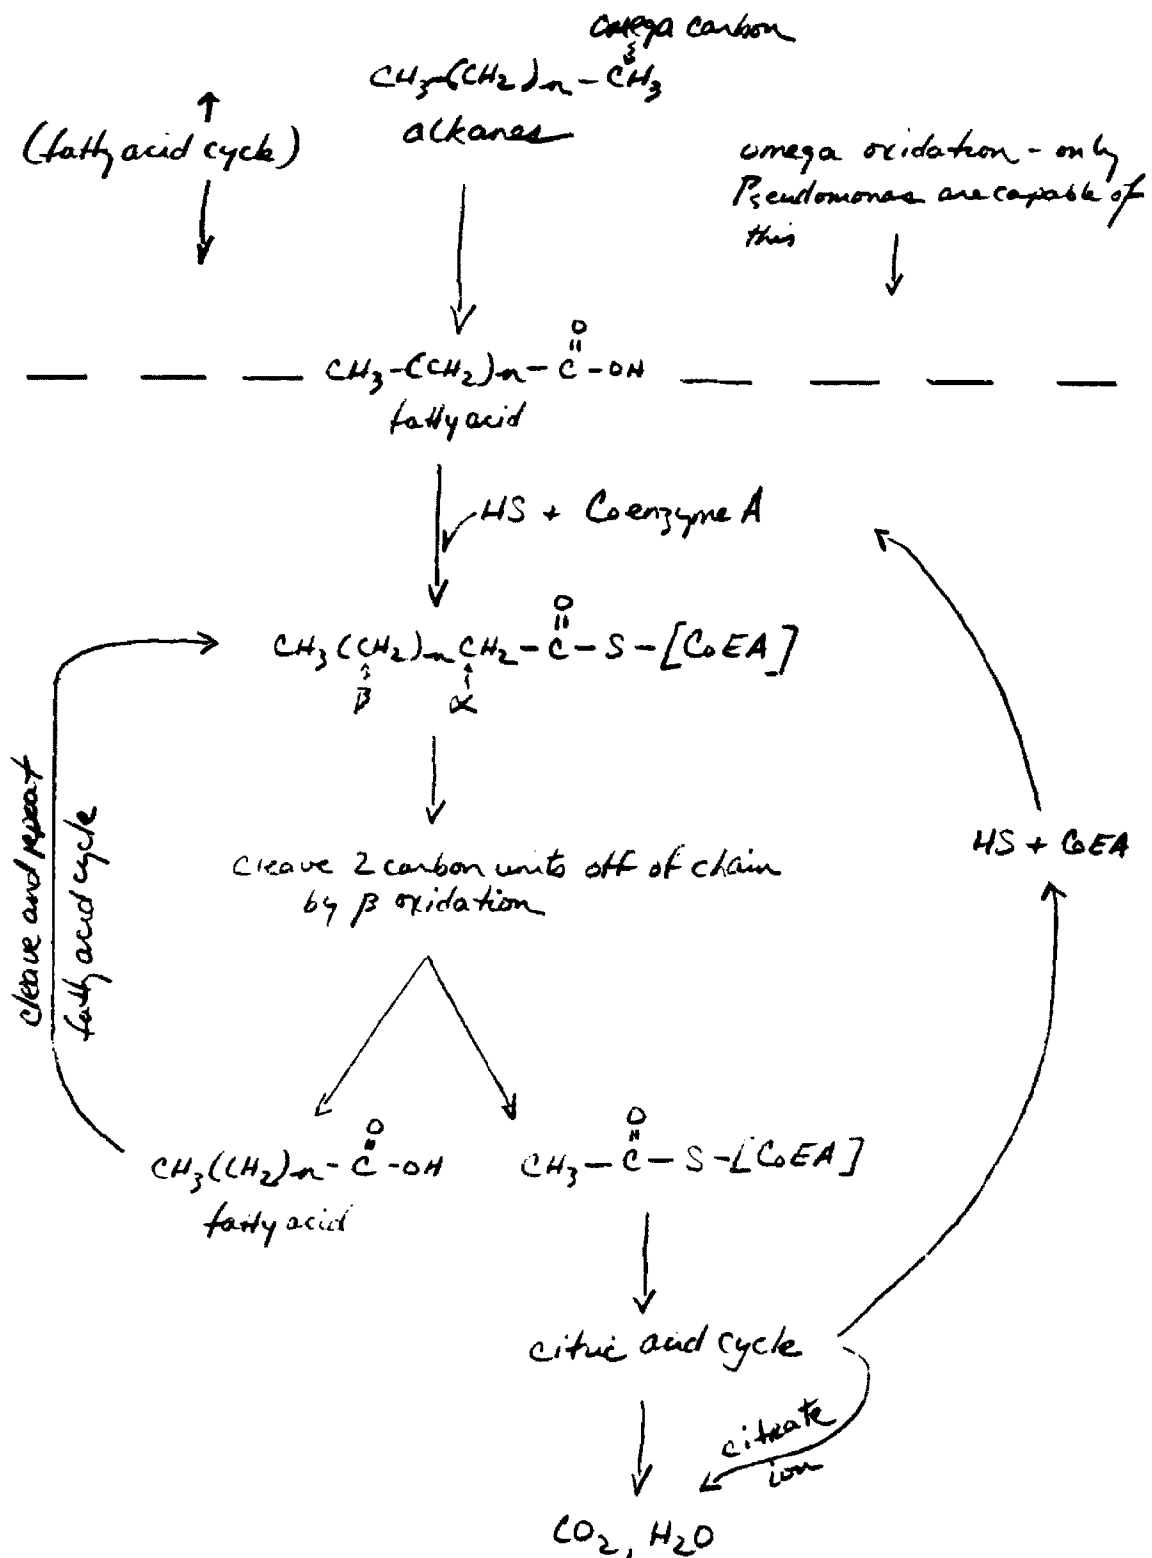 omega carbon
CH3-(CH2)n-CH3
alkanes
(fatty acid cycle)
omega oxidation - only
Pseudomonas are capable of
this
O
CH3-(CH2)n-C-OH
fatty acid
HS + Coenzyme A
O
CH3(CH2)nCH2-C-S-[CoEA]
β α
cleave 2 carbon units off of chain
by β oxidation
cleave and repeat
fatty acid cycle
HS + CoEA
O
CH3(CH2)n-C-OH
fatty acid
O
CH3-C-S-[CoEA]
citric acid cycle
citrate
ion
CO2, H2O